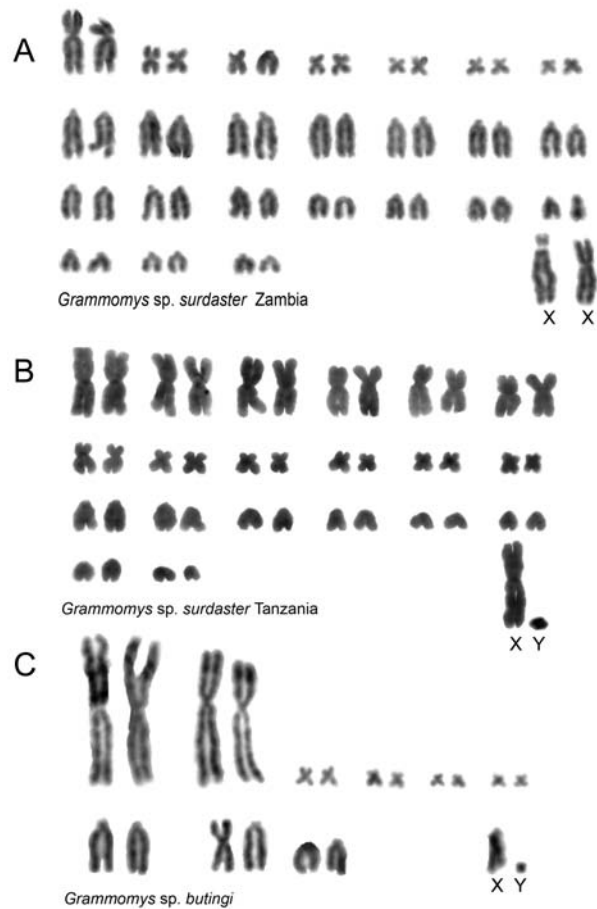 A
Grammomys sp. surdaster Zambia
X X
B
Grammomys sp. surdaster Tanzania
X Y
C
Grammomys sp. butingi
X Y